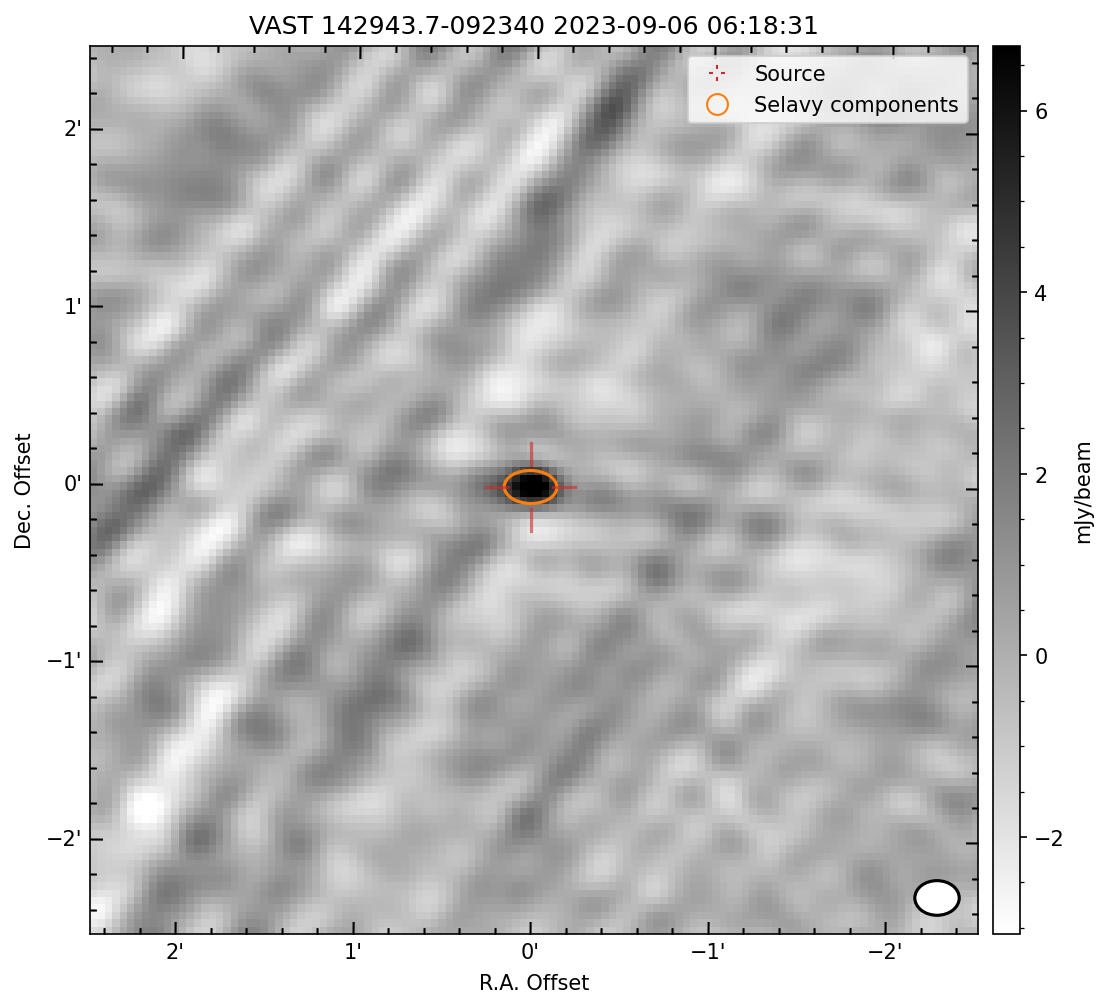 VAST 142943.7-092340 2023-09-06 06:18:31
Source
Selavy components
2'
1'
0'
−1'
−2'
Dec. Offset
2'
1'
0'
−1'
−2'
R.A. Offset
6
4
2
0
−2
mJy/beam